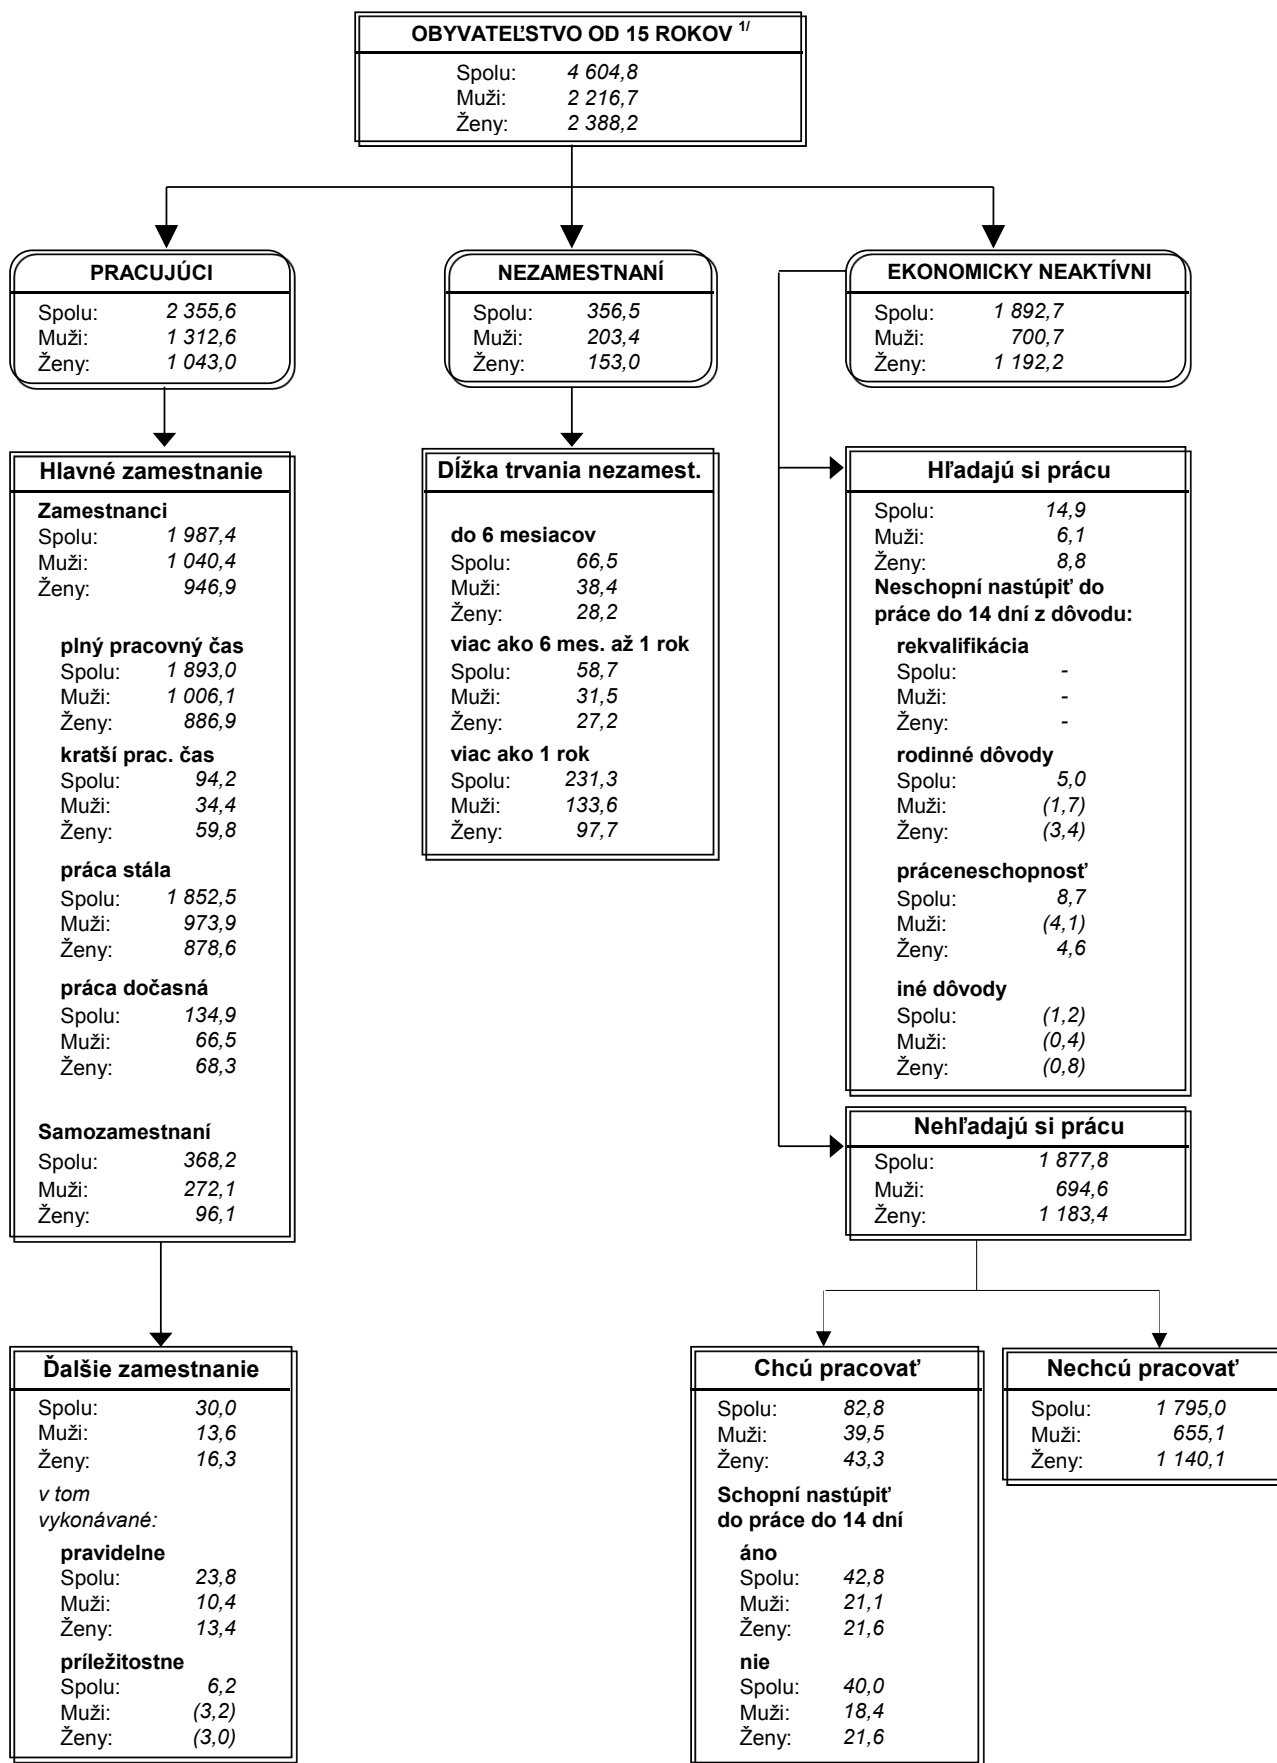 OBYVATEĽSTVO OD 15 ROKOV 1/
Spolu: 4 604,8
Muži: 2 216,7
Ženy: 2 388,2
PRACUJÚCI
Spolu: 2 355,6
Muži: 1 312,6
Ženy: 1 043,0
NEZAMESTNANÍ
Spolu: 356,5
Muži: 203,4
Ženy: 153,0
EKONOMICKY NEAKTÍVNI
Spolu: 1 892,7
Muži: 700,7
Ženy: 1 192,2
Hlavné zamestnanie
Zamestnanci
Spolu: 1 987,4
Muži: 1 040,4
Ženy: 946,9
plný pracovný čas
Spolu: 1 893,0
Muži: 1 006,1
Ženy: 886,9
kratší prac. čas
Spolu: 94,2
Muži: 34,4
Ženy: 59,8
práca stála
Spolu: 1 852,5
Muži: 973,9
Ženy: 878,6
práca dočasná
Spolu: 134,9
Muži: 66,5
Ženy: 68,3
Samozamestnaní
Spolu: 368,2
Muži: 272,1
Ženy: 96,1
Dĺžka trvania nezamest.
do 6 mesiacov
Spolu: 66,5
Muži: 38,4
Ženy: 28,2
viac ako 6 mes. až 1 rok
Spolu: 58,7
Muži: 31,5
Ženy: 27,2
viac ako 1 rok
Spolu: 231,3
Muži: 133,6
Ženy: 97,7
Hľadajú si prácu
Spolu: 14,9
Muži: 6,1
Ženy: 8,8
Neschopní nastúpiť do
práce do 14 dní z dôvodu:
rekvalifikácia
Spolu: -
Muži: -
Ženy: -
rodinné dôvody
Spolu: 5,0
Muži: (1,7)
Ženy: (3,4)
práceneschopnosť
Spolu: 8,7
Muži: (4,1)
Ženy: 4,6
iné dôvody
Spolu: (1,2)
Muži: (0,4)
Ženy: (0,8)
Nehľadajú si prácu
Spolu: 1 877,8
Muži: 694,6
Ženy: 1 183,4
Ďalšie zamestnanie
Spolu: 30,0
Muži: 13,6
Ženy: 16,3
v tom
vykonávané:
pravidelne
Spolu: 23,8
Muži: 10,4
Ženy: 13,4
príležitostne
Spolu: 6,2
Muži: (3,2)
Ženy: (3,0)
Chcú pracovať
Spolu: 82,8
Muži: 39,5
Ženy: 43,3
Schopní nastúpiť
do práce do 14 dní
áno
Spolu: 42,8
Muži: 21,1
Ženy: 21,6
nie
Spolu: 40,0
Muži: 18,4
Ženy: 21,6
Nechcú pracovať
Spolu: 1 795,0
Muži: 655,1
Ženy: 1 140,1